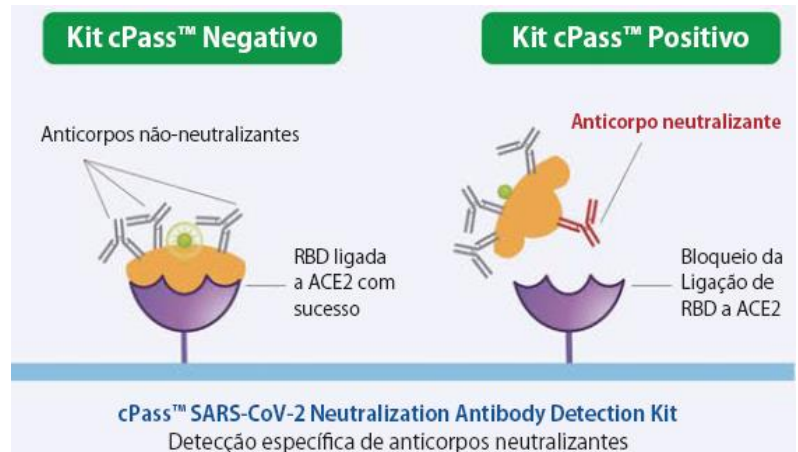 Kit cPass™ Negativo
Kit cPass™ Positivo
Anticorpos não-neutralizantes
Anticorpo neutralizante
RBD ligada
a ACE2 com
sucesso
Bloqueio da
Ligação de
RBD a ACE2
cPass™ SARS-CoV-2 Neutralization Antibody Detection Kit
Detecção específica de anticorpos neutralizantes